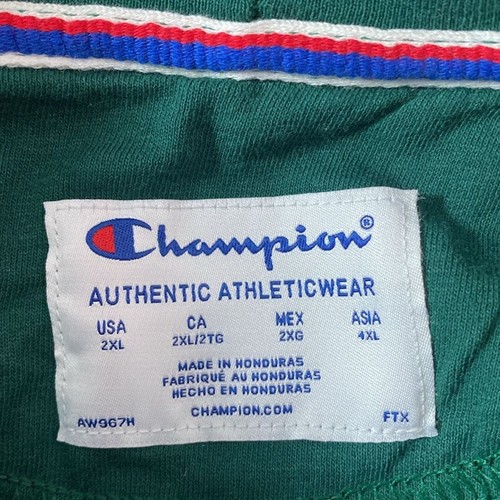 Champion®
AUTHENTIC ATHLETICWEAR
USA CA MEX ASIA
2XL 2XL/2TG 2XG 4XL
MADE IN HONDURAS
FABRIQUÉ AU HONDURAS
HECHO EN HONDURAS
CHAMPION.COM
AW967H FTX